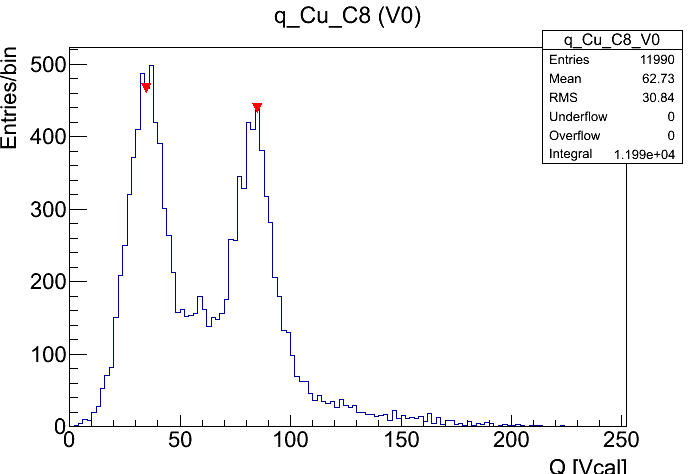 q_Cu_C8 (V0)
q_Cu_C8_V0
Entries 11990
Mean 62.73
RMS 30.84
Underflow 0
Overflow 0
Integral 1.199e+04
Entries/bin
500
400
300
200
100
0
0 50 100 150 200 250
Q [Vcal]